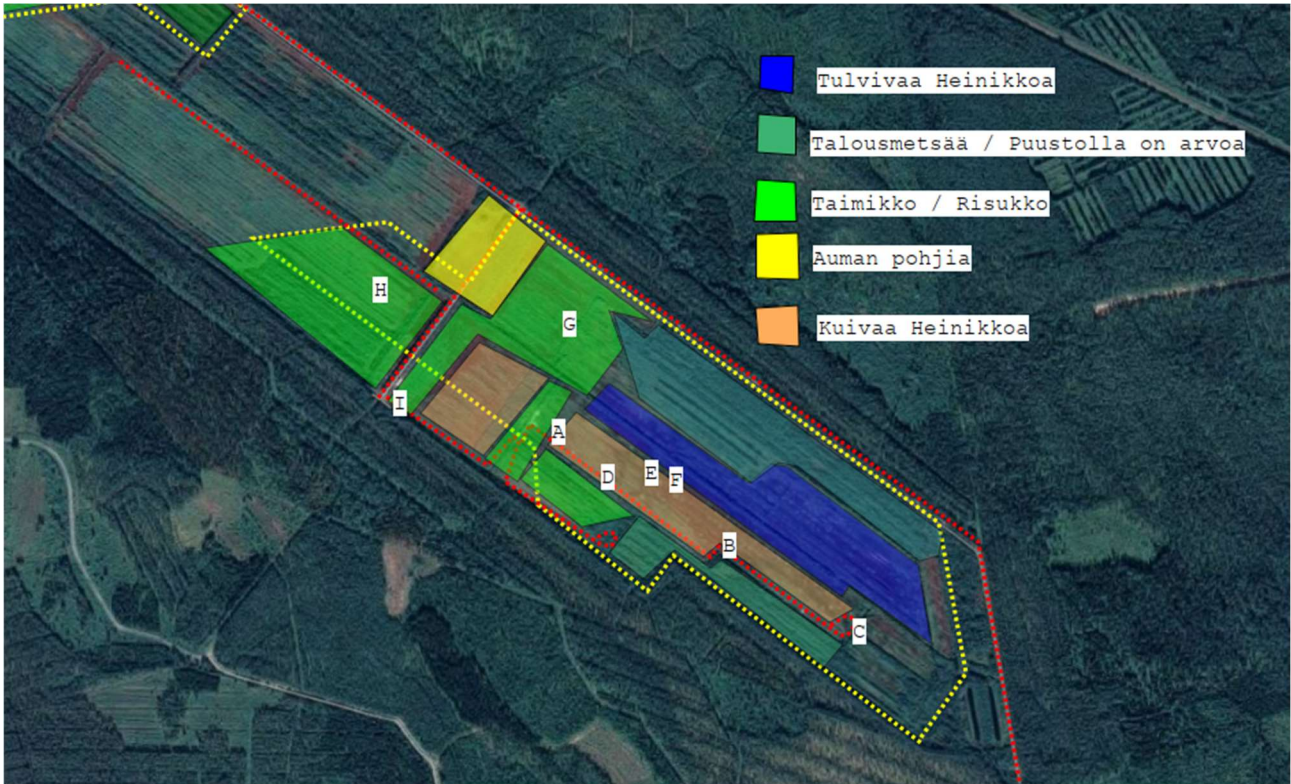 Tulvivaa Heinikkoa
Talousmetsää / Puustolla on arvoa
Taimikko / Risukko
Auman pohjia
Kuivaa Heinikkoa
H
G
I
A
D
E
F
B
C